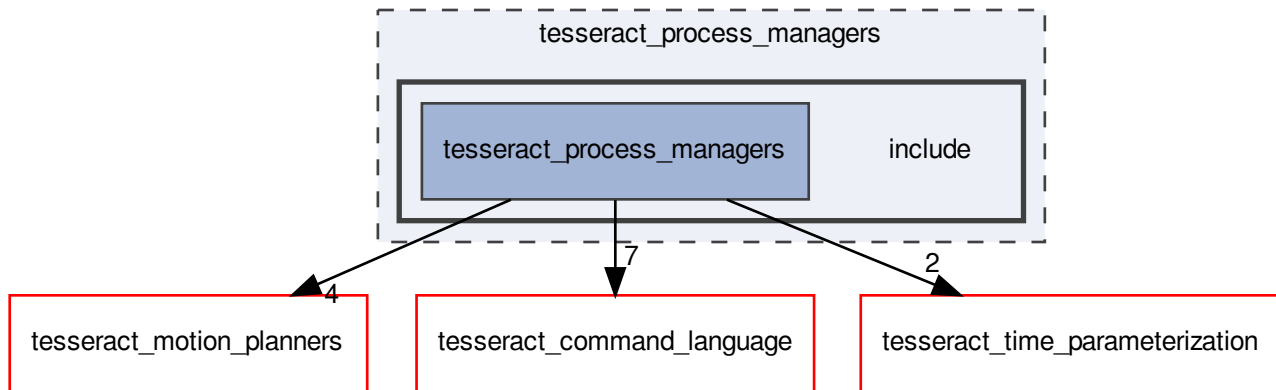 tesseract_process_managers
tesseract_process_managers
include
4
7
2
tesseract_motion_planners
tesseract_command_language
tesseract_time_parameterization